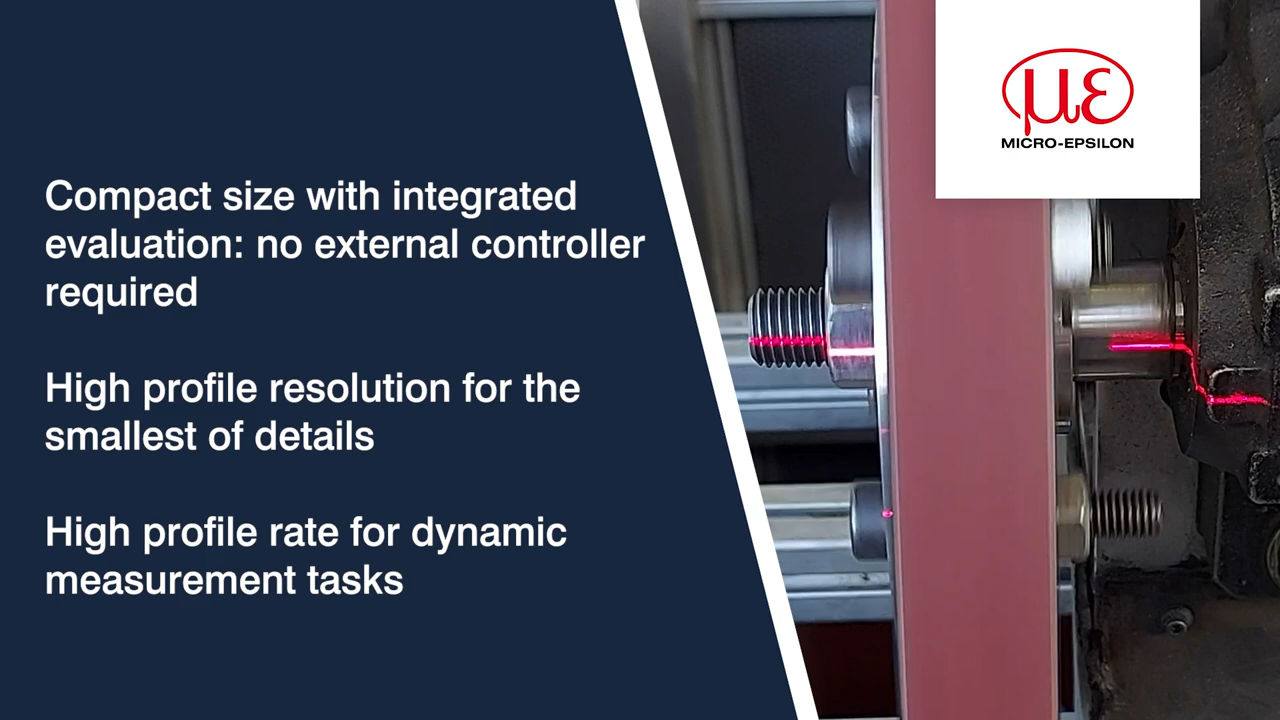 Compact size with integrated
evaluation: no external controller
required
High profile resolution for the
smallest of details
High profile rate for dynamic
measurement tasks
με
MICRO-EPSILON